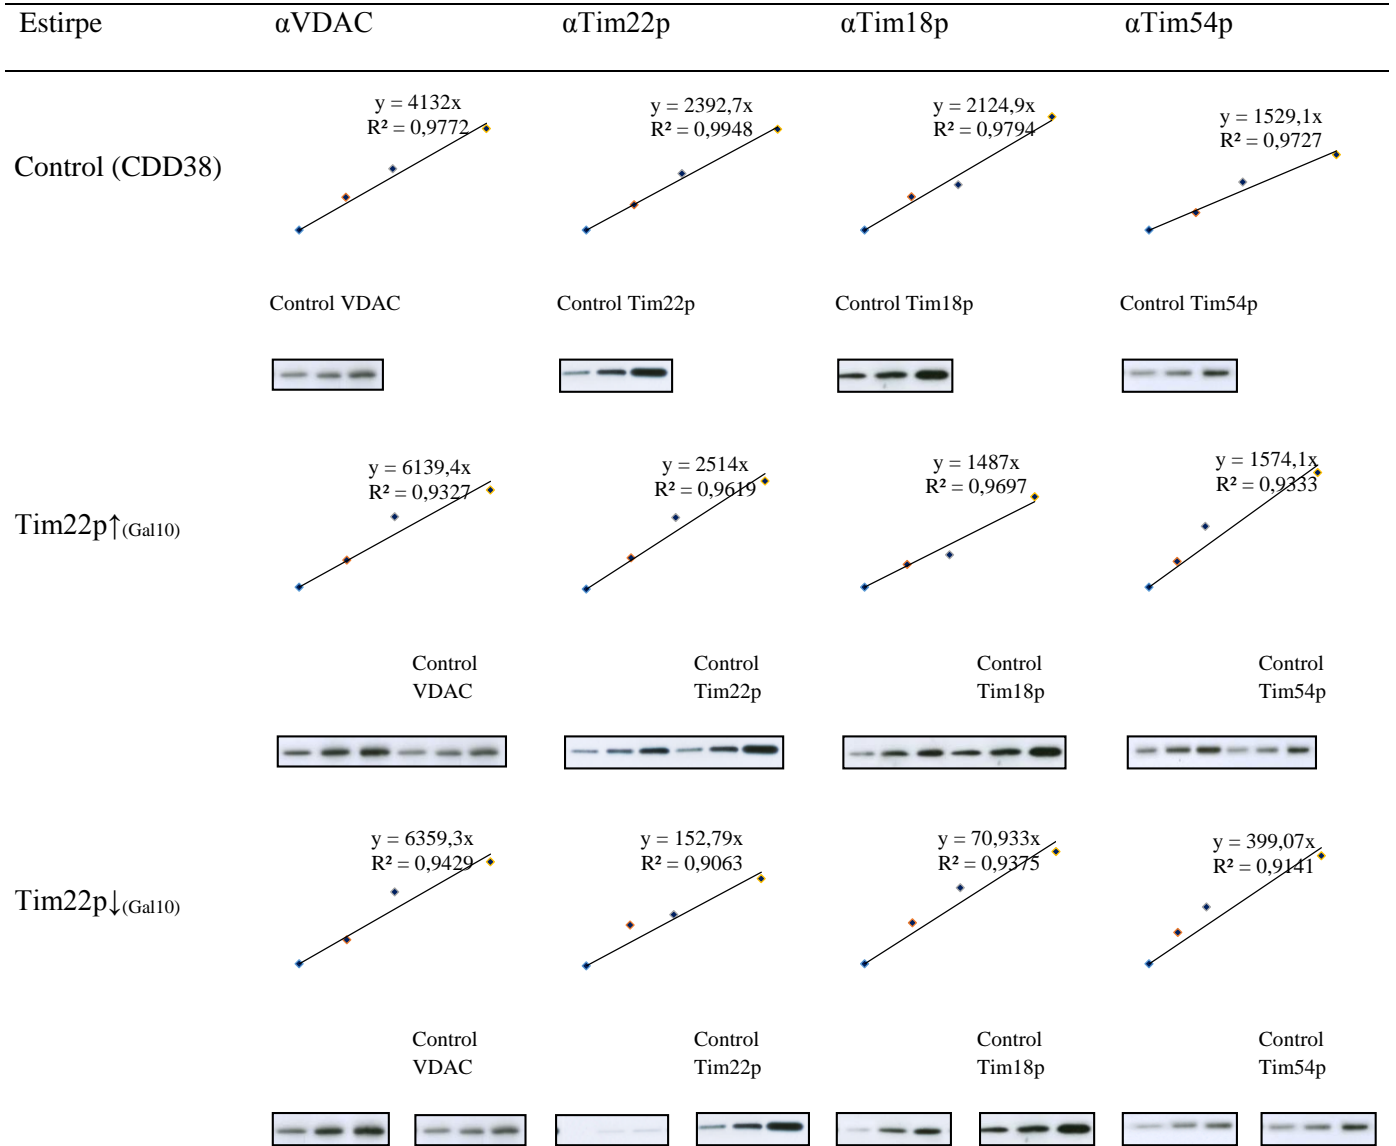 Estirpe αVDAC αTim22p αTim18p αTim54p
y = 4132x y = 2392,7x y = 2124,9x y = 1529,1x
R² = 0,9772 R² = 0,9948 R² = 0,9794 R² = 0,9727
Control (CDD38)
Control VDAC Control Tim22p Control Tim18p Control Tim54p
y = 6139,4x y = 2514x y = 1487x y = 1574,1x
R² = 0,9327 R² = 0,9619 R² = 0,9697 R² = 0,9333
Tim22p↑(Gal10)
Control Control Control Control
VDAC Tim22p Tim18p Tim54p
y = 6359,3x y = 152,79x y = 70,933x y = 399,07x
R² = 0,9429 R² = 0,9063 R² = 0,9375 R² = 0,9141
Tim22p↓(Gal10)
Control Control Control Control
VDAC Tim22p Tim18p Tim54p